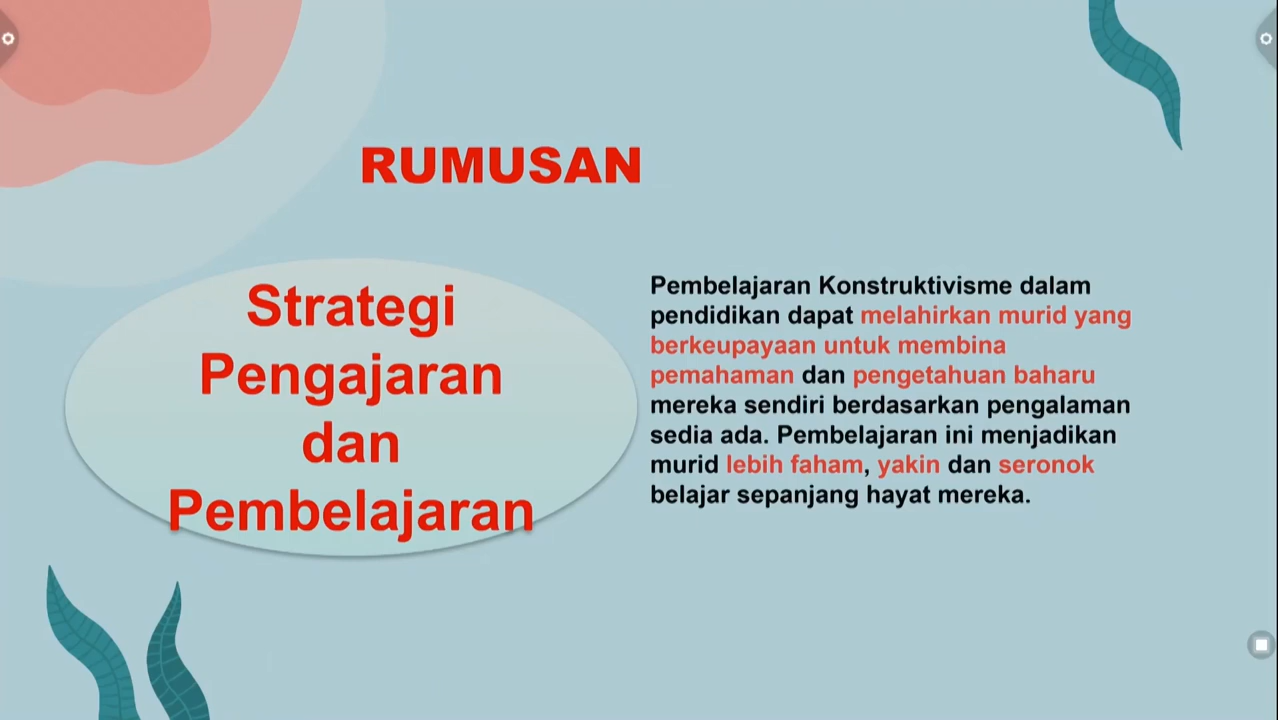 RUMUSAN
Strategi
Pengajaran
dan
Pembelajaran
Pembelajaran Konstruktivisme dalam
pendidikan dapat melahirkan murid yang
berkeupayaan untuk membina
pemahaman dan pengetahuan baharu
mereka sendiri berdasarkan pengalaman
sedia ada. Pembelajaran ini menjadikan
murid lebih faham, yakin dan seronok
belajar sepanjang hayat mereka.